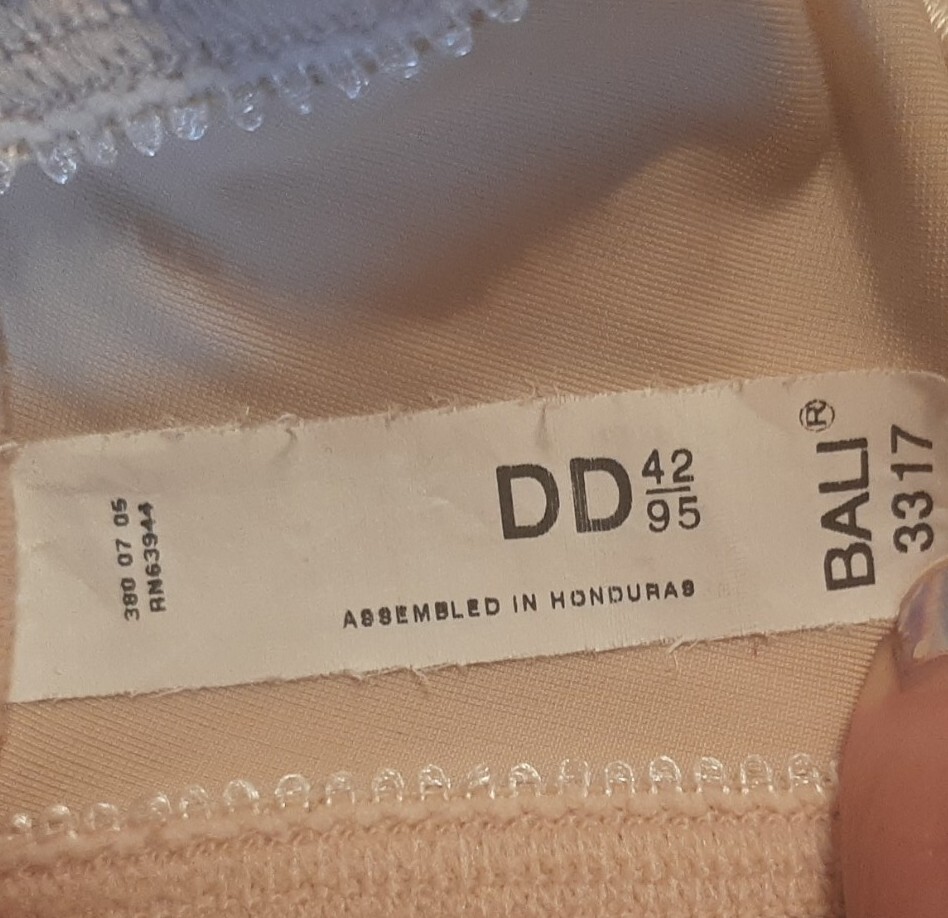 380 07 05
RN63944
DD 42
95
ASSEMBLED IN HONDURAS
BALI®
3317